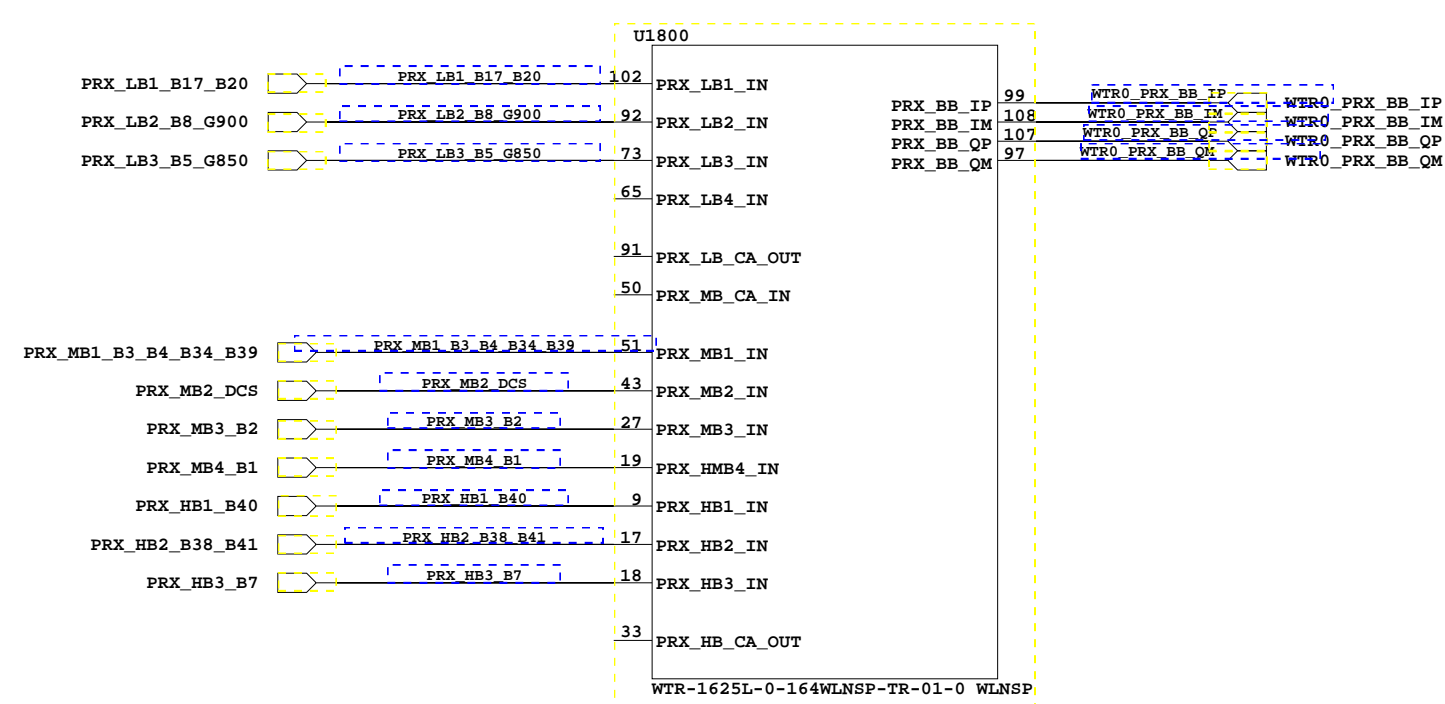 U1800
PRX_LB1_B17_B20 PRX_LB1_B17_B20 102 PRX_LB1_IN
PRX_BB_IP 99 WTR0_PRX_BB_IP WTR0_PRX_BB_IP
PRX_LB2_B8_G900 PRX_LB2_B8_G900 92 PRX_LB2_IN
PRX_BB_IM 108 WTR0_PRX_BB_IM WTR0_PRX_BB_IM
PRX_BB_QP 107 WTR0_PRX_BB_QP WTR0_PRX_BB_QP
PRX_LB3_B5_G850 PRX_LB3_B5_G850 73 PRX_LB3_IN
PRX_BB_QM 97 WTR0_PRX_BB_QM WTR0_PRX_BB_QM
65 PRX_LB4_IN
91 PRX_LB_CA_OUT
50 PRX_MB_CA_IN
PRX_MB1_B3_B4_B34_B39 PRX_MB1_B3_B4_B34_B39 51 PRX_MB1_IN
PRX_MB2_DCS PRX_MB2_DCS 43 PRX_MB2_IN
PRX_MB3_B2 PRX_MB3_B2 27 PRX_MB3_IN
PRX_MB4_B1 PRX_MB4_B1 19 PRX_HMB4_IN
PRX_HB1_B40 PRX_HB1_B40 9 PRX_HB1_IN
PRX_HB2_B38_B41 PRX_HB2_B38_B41 17 PRX_HB2_IN
PRX_HB3_B7 PRX_HB3_B7 18 PRX_HB3_IN
33 PRX_HB_CA_OUT
WTR-1625L-0-164WLNSP-TR-01-0 WLNSP